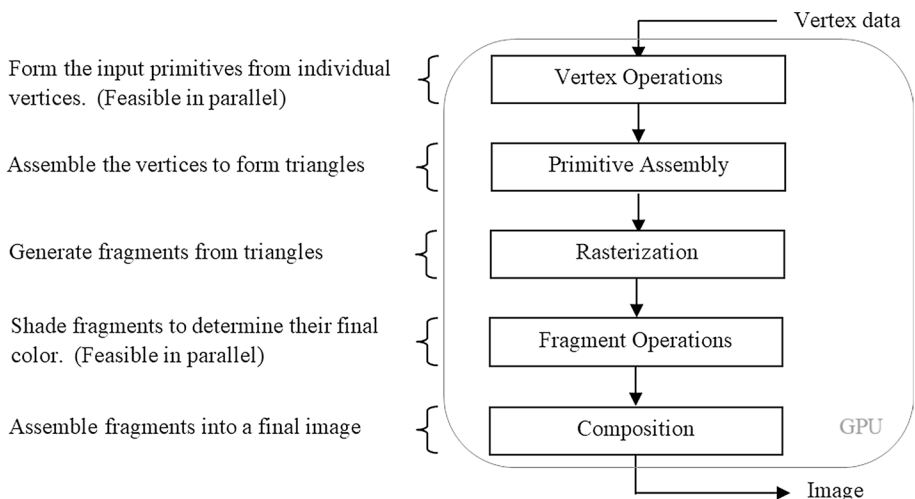 Vertex data
Form the input primitives from individual
vertices. (Feasible in parallel)
Vertex Operations
Assemble the vertices to form triangles
Primitive Assembly
Generate fragments from triangles
Rasterization
Shade fragments to determine their final
color. (Feasible in parallel)
Fragment Operations
Assemble fragments into a final image
Composition
GPU
Image